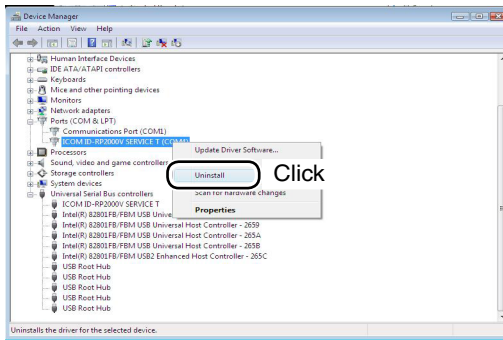 Device Manager
File Action View Help
Human Interface Devices
IDE ATA/ATAPI controllers
Keyboards
Mice and other pointing devices
Monitors
Network adapters
Ports (COM & LPT)
Communications Port (COM1)
ICOM ID-RP2000V SERVICE T (COM4)
Processors
Sound, video and game controllers
Storage controllers
System devices
Universal Serial Bus controllers
ICOM ID-RP2000V SERVICE T
Intel(R) 82801FB/FBM USB Unive
Intel(R) 82801FB/FBM USB Universal Host Controller - 2659
Intel(R) 82801FB/FBM USB Universal Host Controller - 265A
Intel(R) 82801FB/FBM USB Universal Host Controller - 265B
Intel(R) 82801FB/FBM USB2 Enhanced Host Controller - 265C
USB Root Hub
USB Root Hub
USB Root Hub
USB Root Hub
USB Root Hub
Update Driver Software...
Uninstall
Click
Scan for hardware changes
Properties
Uninstalls the driver for the selected device.